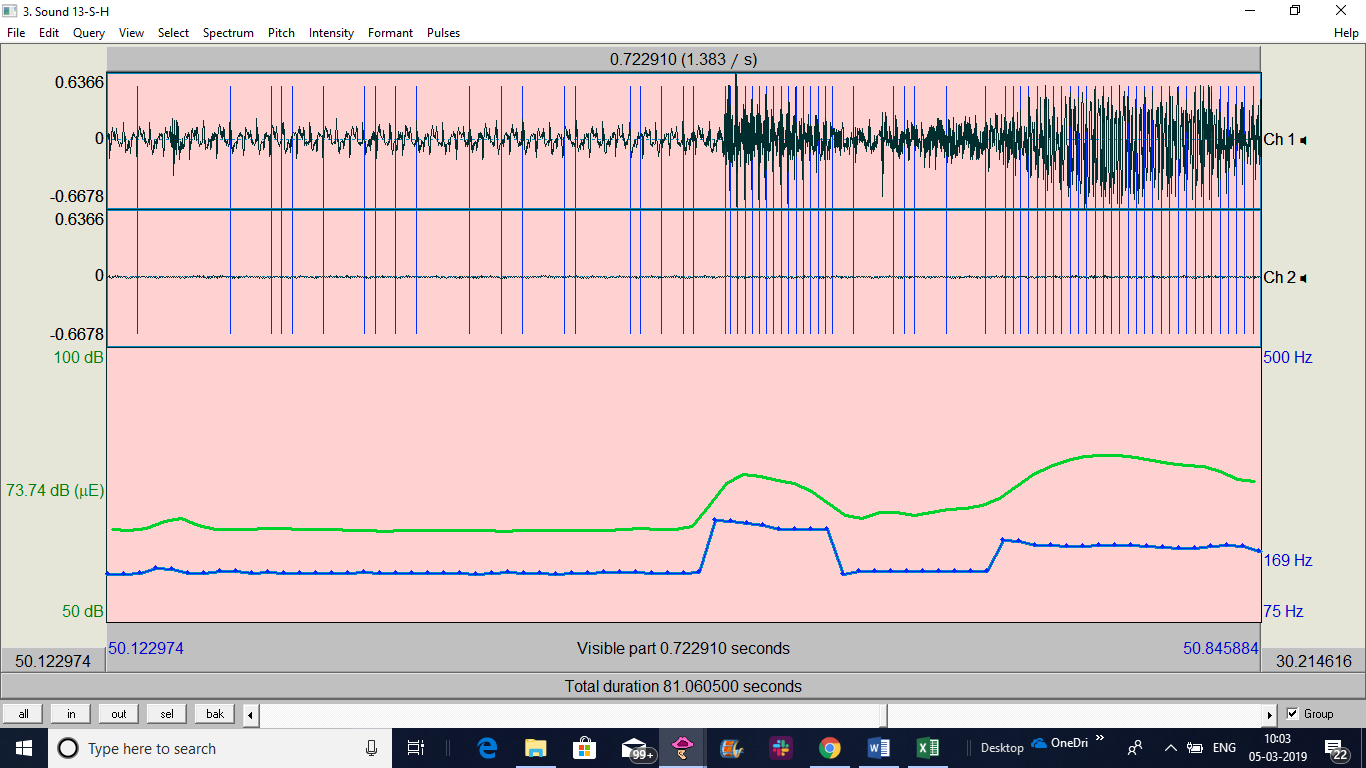 3. Sound 13-S-H
File Edit Query View Select Spectrum Pitch Intensity Formant Pulses Help
0.722910 (1.383 / s)
0.6366
0
-0.6678
Ch 1
0.6366
0
-0.6678
Ch 2
100 dB
500 Hz
73.74 dB (µE)
169 Hz
50 dB
75 Hz
50.122974
50.122974 Visible part 0.722910 seconds 50.845884
30.214616
Total duration 81.060500 seconds
all in out sel bak Group
Type here to search
99+
Desktop OneDri » ENG
10:03
05-03-2019
22